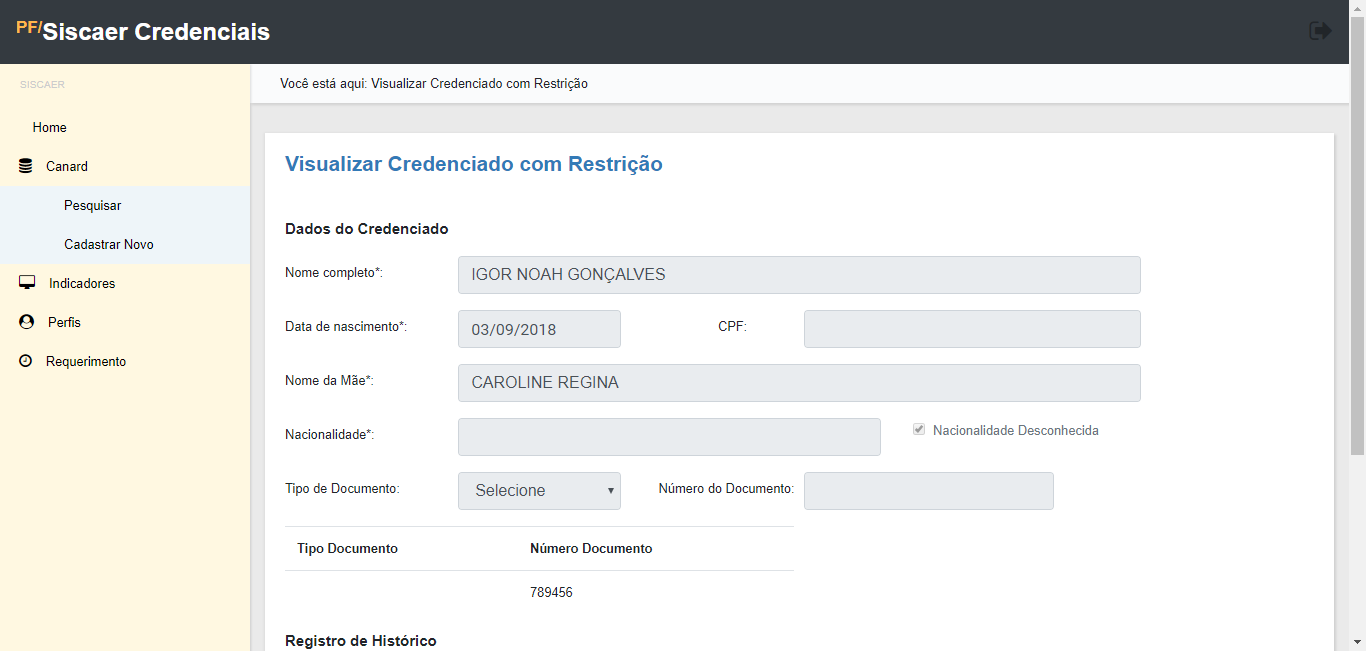 PF/Siscaer Credenciais
SISCAER
Você está aqui: Visualizar Credenciado com Restrição
Home
Canard
Pesquisar
Cadastrar Novo
Indicadores
Perfis
Requerimento
Visualizar Credenciado com Restrição
Dados do Credenciado
Nome completo*: IGOR NOAH GONÇALVES
Data de nascimento*: 03/09/2018 CPF:
Nome da Mãe*: CAROLINE REGINA
Nacionalidade*: Nacionalidade Desconhecida
Tipo de Documento: Selecione Número do Documento:
Tipo Documento Número Documento
789456
Registro de Histórico